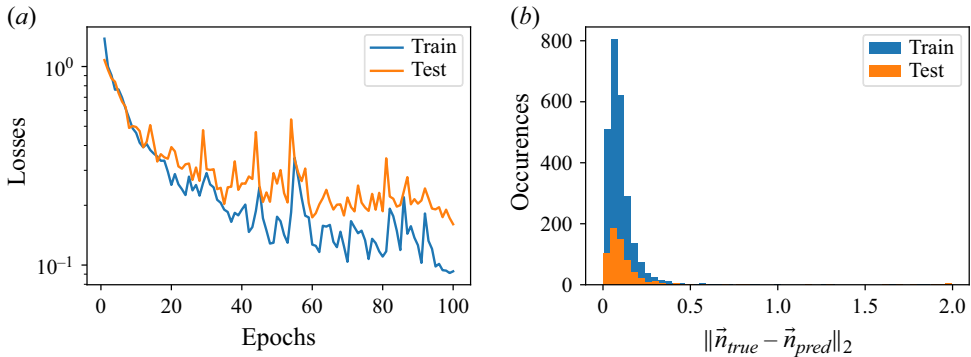 (a)
Train
Test
10^0
10^{-1}
Losses
0
20
40
60
80
100
Epochs
(b)
Train
Test
800
600
400
200
0
Occurences
0
0.5
1.0
1.5
2.0
‖n⃗_true − n⃗_pred‖_2